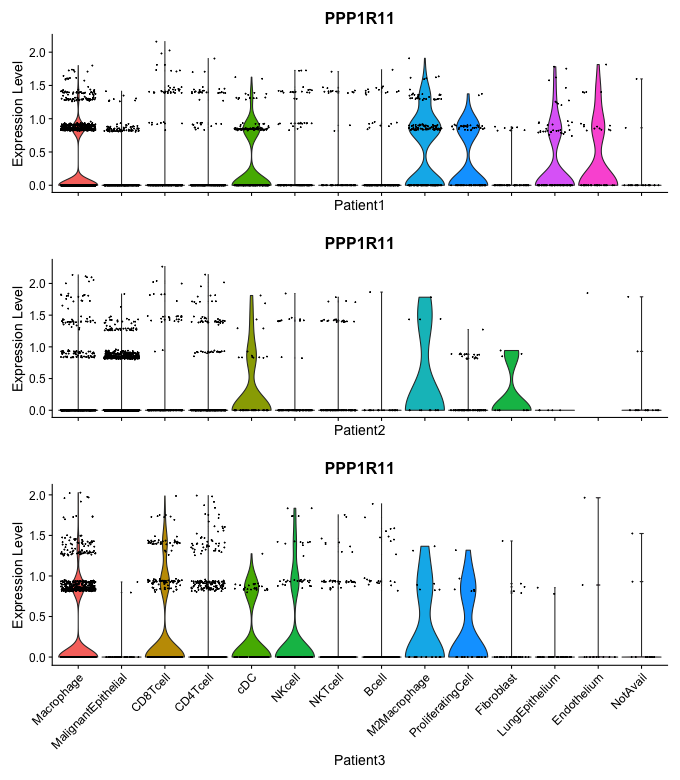 PPP1R11
Expression Level
2.0
1.5
1.0
0.5
0.0
Patient1
PPP1R11
Expression Level
2.0
1.5
1.0
0.5
0.0
Patient2
PPP1R11
Expression Level
2.0
1.5
1.0
0.5
0.0
Macrophage
MalignantEpithelial
CD8Tcell
CD4Tcell
cDC
NKcell
NKTcell
Bcell
M2Macrophage
ProliferatingCell
Fibroblast
LungEpithelium
Endothelium
NotAvail
Patient3